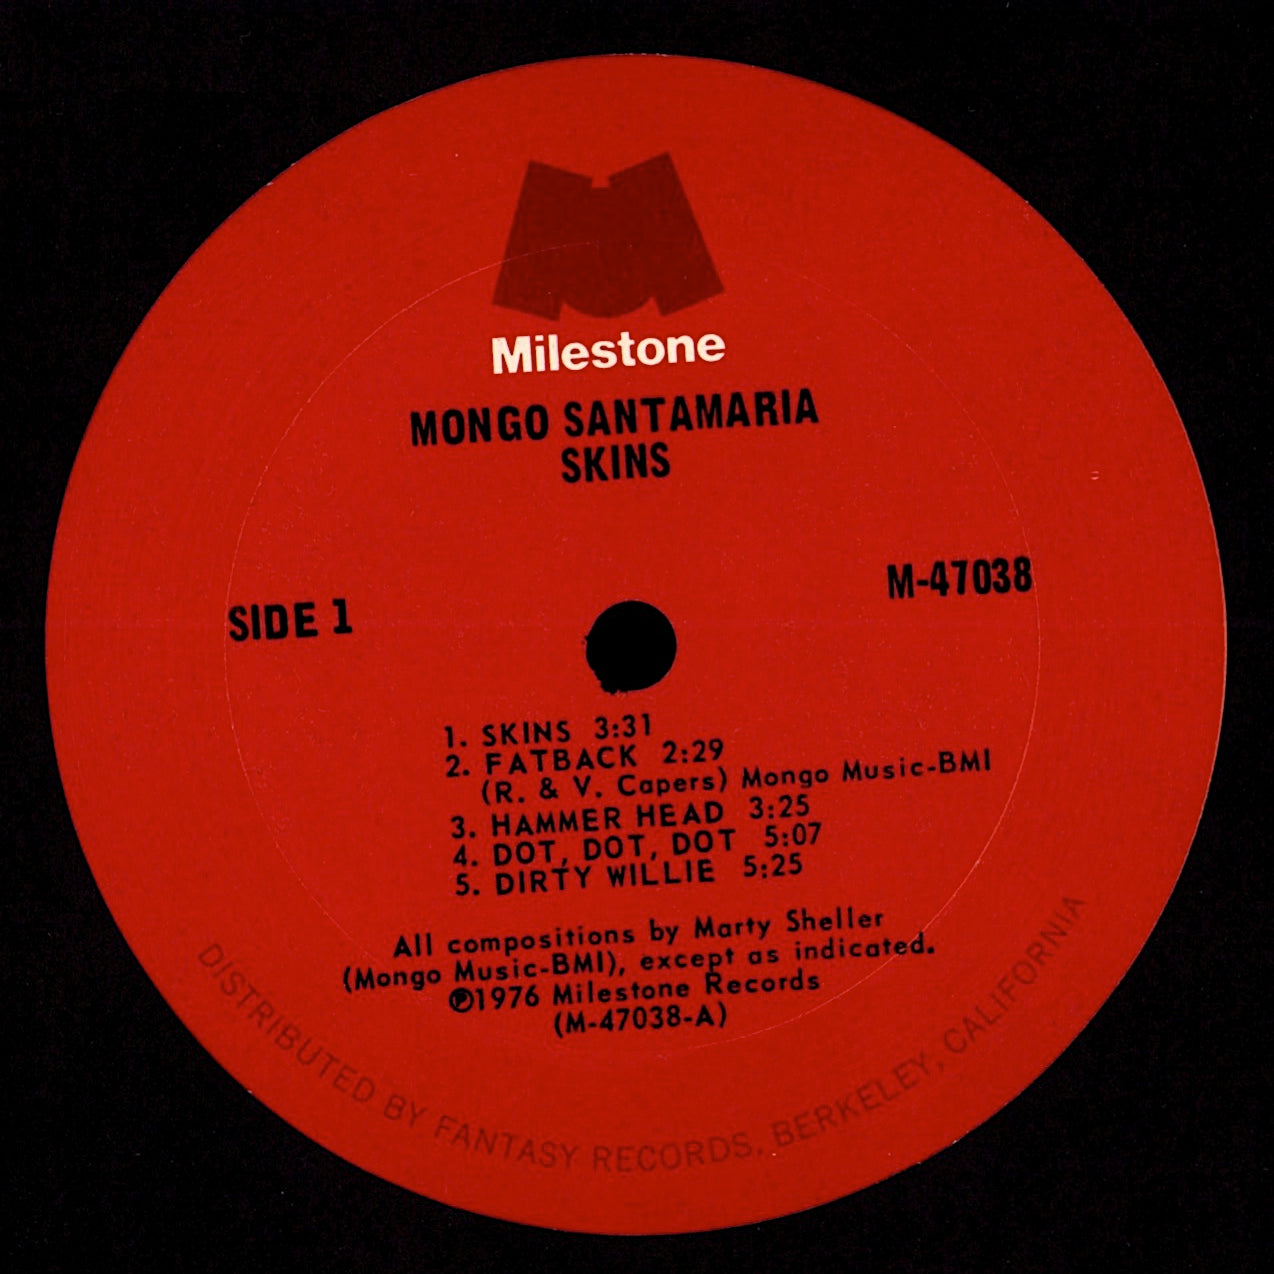 Milestone
MONGO SANTAMARIA
SKINS
SIDE 1
M-47038
1. SKINS 3:31
2. FATBACK 2:29
(R. & V. Capers) Mongo Music-BMI
3. HAMMER HEAD 3:25
4. DOT, DOT, DOT 5:07
5. DIRTY WILLIE 5:25
All compositions by Marty Sheller
(Mongo Music-BMI), except as indicated.
℗1976 Milestone Records
(M-47038-A)
DISTRIBUTED BY FANTASY RECORDS, BERKELEY, CALIFORNIA